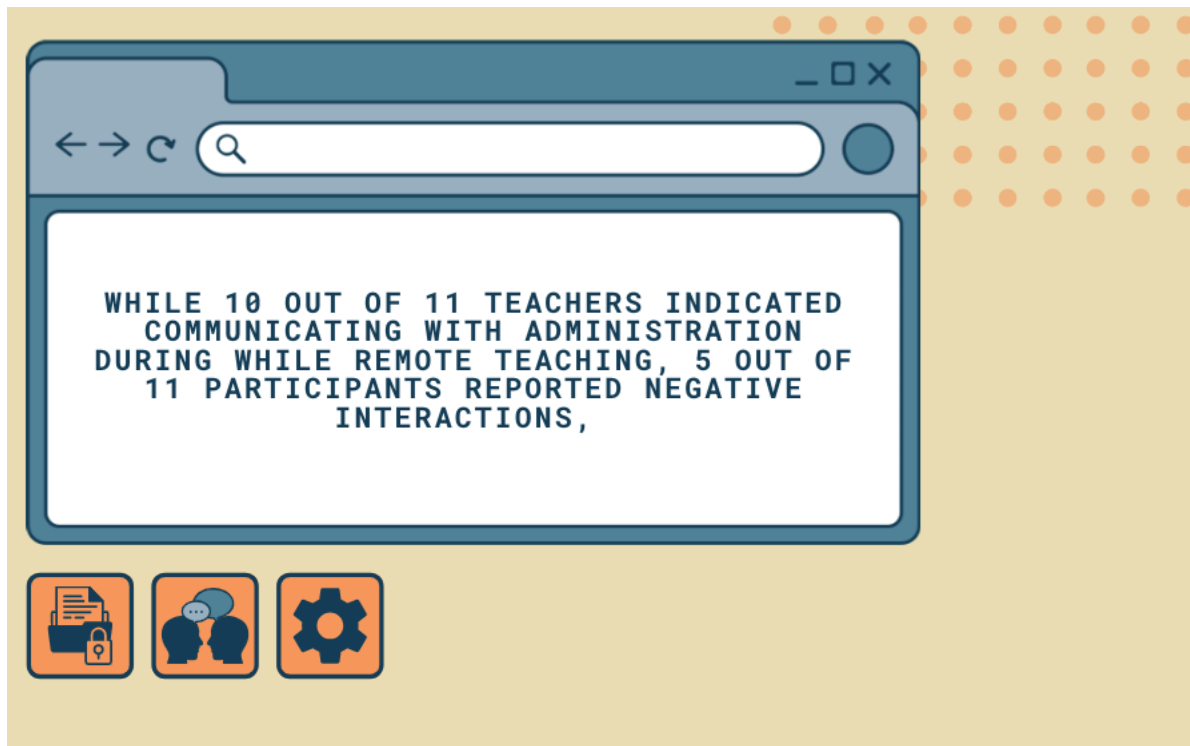 WHILE 10 OUT OF 11 TEACHERS INDICATED
COMMUNICATING WITH ADMINISTRATION
DURING WHILE REMOTE TEACHING, 5 OUT OF
11 PARTICIPANTS REPORTED NEGATIVE
INTERACTIONS,